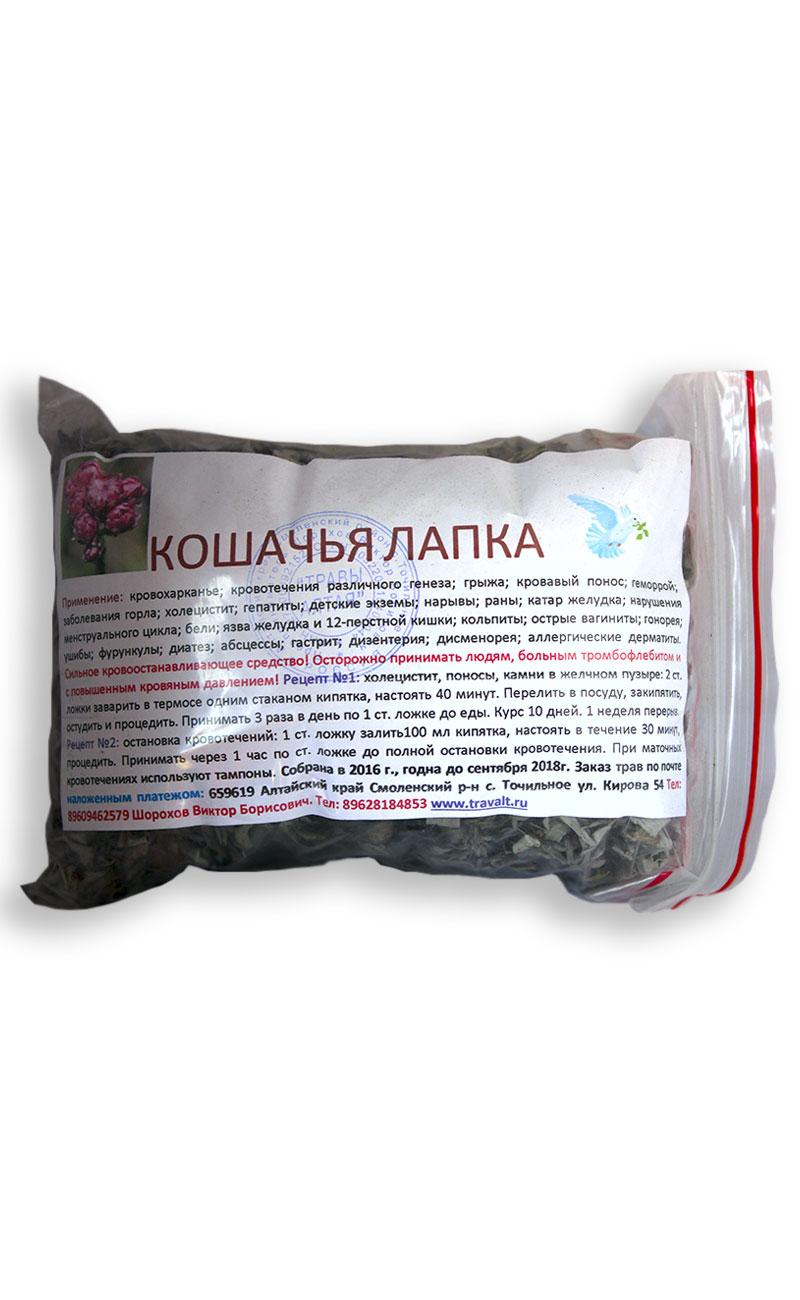 КОШАЧЬЯ ЛАПКА
"ТРАВЫ
Применение: кровохарканье; кровотечения различного генеза; грыжа; кровавый понос; геморрой;
заболевания горла; холецистит; гепатиты; детские экземы; нарывы; раны; катар желудка; нарушения
менструального цикла; бели; язва желудка и 12-перстной кишки; кольпиты; острые вагиниты; гонорея;
ушибы; фурункулы; диатез; абсцессы; гастрит; дизентерия; дисменорея; аллергические дерматиты.
Сильное кровоостанавливающее средство! Осторожно принимать людям, больным тромбофлебитом и
с повышенным кровяным давлением! Рецепт №1: холецистит, поносы, камни в желчном пузыре: 2 ст.
ложки заварить в термосе одним стаканом кипятка, настоять 40 минут. Перелить в посуду, закипятить,
остудить и процедить. Принимать 3 раза в день по 1 ст. ложке до еды. Курс 10 дней. 1 неделя перерыв.
Рецепт №2: остановка кровотечений: 1 ст. ложку залить100 мл кипятка, настоять в течение 30 минут,
процедить. Принимать через 1 час по ст. ложке до полной остановки кровотечения. При маточных
кровотечениях используют тампоны. Собрана в 2016 г., годна до сентября 2018г. Заказ трав по почте
наложенным платежом: 659619 Алтайский край Смоленский р-н с. Точильное ул. Кирова 54 Тел:
89609462579 Шорохов Виктор Борисович. Тел: 89628184853 www.travalt.ru